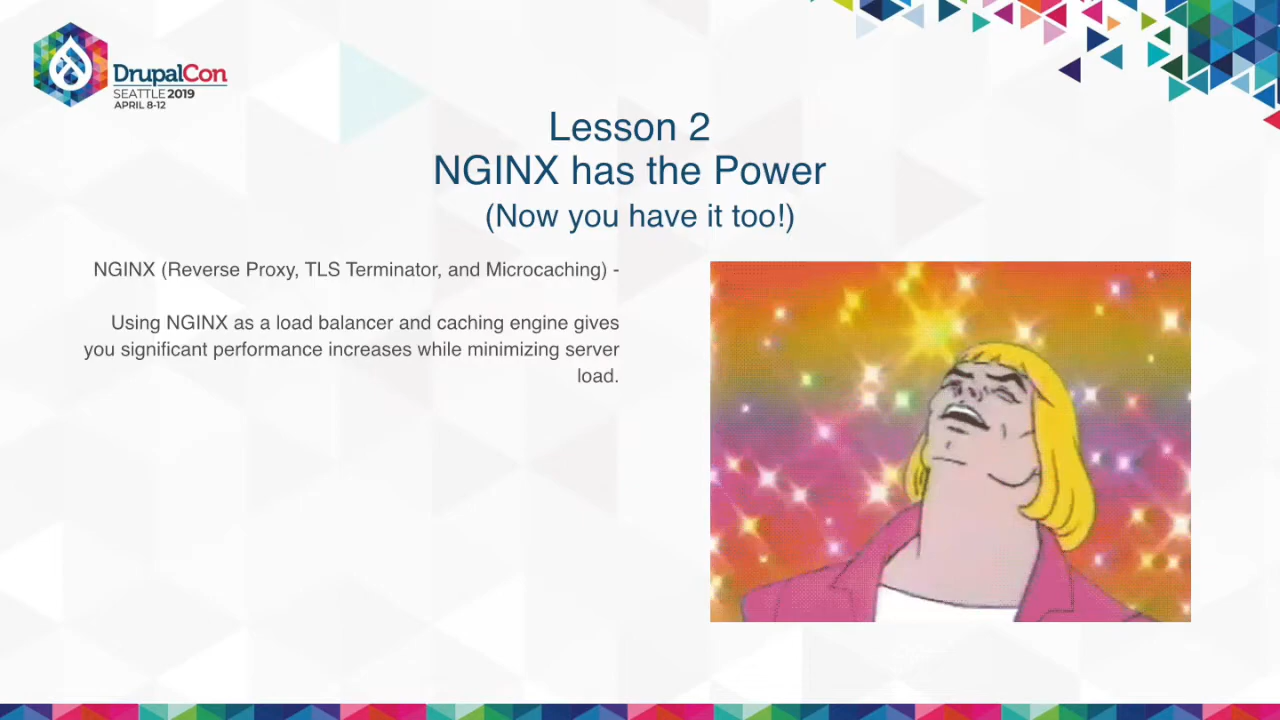 DrupalCon
SEATTLE 2019
APRIL 8-12
Lesson 2
NGINX has the Power
(Now you have it too!)
NGINX (Reverse Proxy, TLS Terminator, and Microcaching) -
Using NGINX as a load balancer and caching engine gives
you significant performance increases while minimizing server
load.